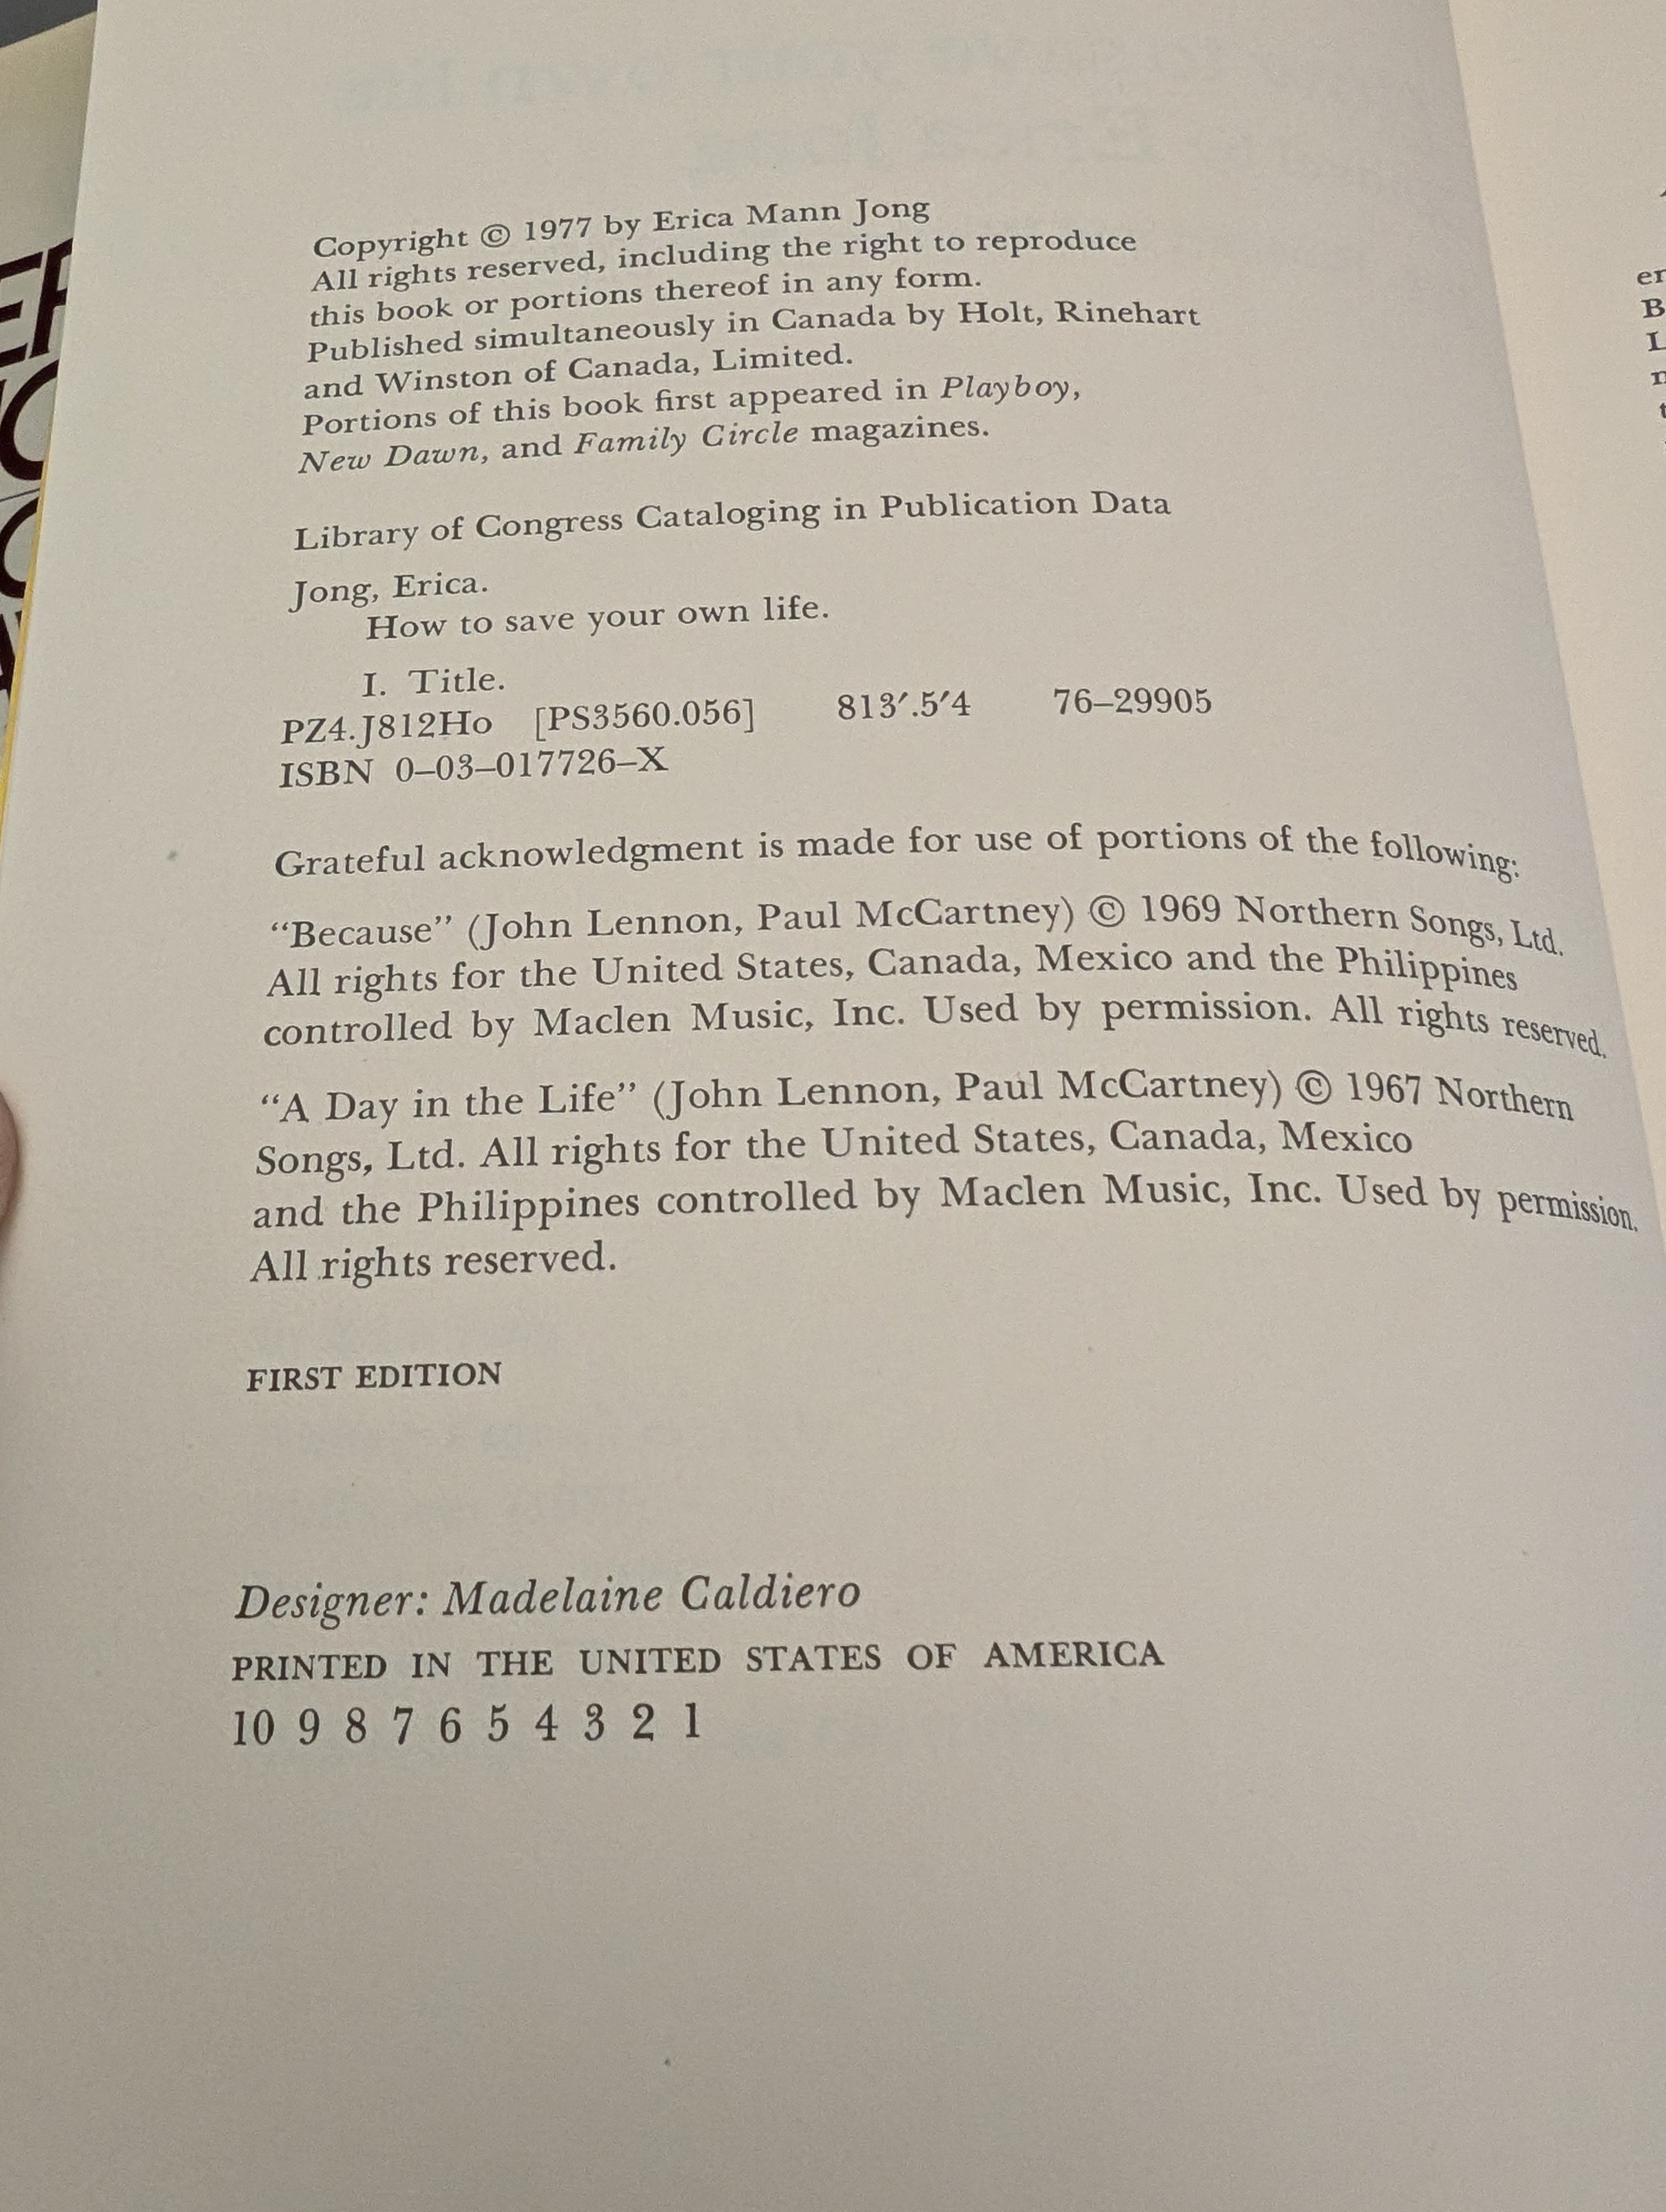 Copyright © 1977 by Erica Mann Jong
All rights reserved, including the right to reproduce
this book or portions thereof in any form.
Published simultaneously in Canada by Holt, Rinehart
and Winston of Canada, Limited.
Portions of this book first appeared in Playboy,
New Dawn, and Family Circle magazines.
Library of Congress Cataloging in Publication Data
Jong, Erica.
How to save your own life.
I. Title.
PZ4.J812Ho [PS3560.056] 813′.5′4 76–29905
ISBN 0–03–017726–X
Grateful acknowledgment is made for use of portions of the following:
“Because” (John Lennon, Paul McCartney) © 1969 Northern Songs, Ltd.
All rights for the United States, Canada, Mexico and the Philippines
controlled by Maclen Music, Inc. Used by permission. All rights reserved.
“A Day in the Life” (John Lennon, Paul McCartney) © 1967 Northern
Songs, Ltd. All rights for the United States, Canada, Mexico
and the Philippines controlled by Maclen Music, Inc. Used by permission.
All rights reserved.
FIRST EDITION
Designer: Madelaine Caldiero
PRINTED IN THE UNITED STATES OF AMERICA
10 9 8 7 6 5 4 3 2 1